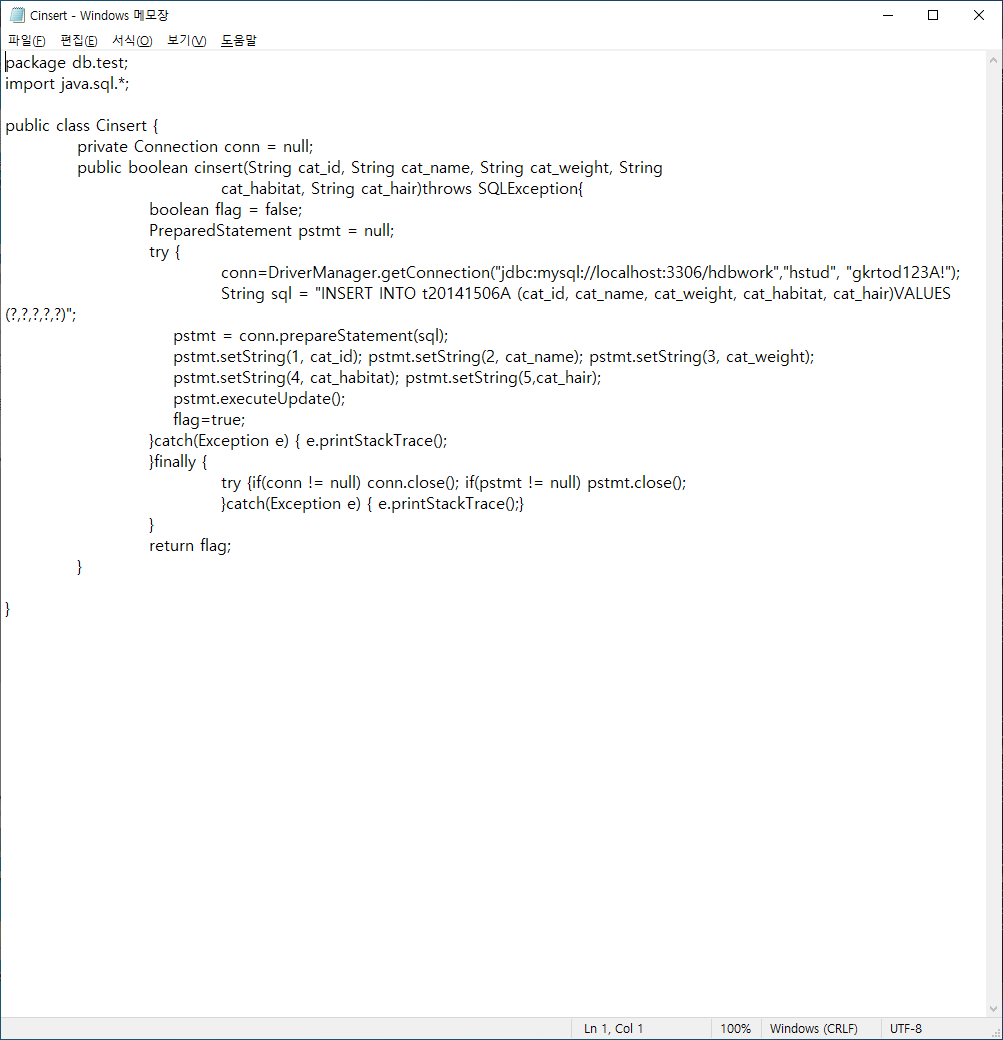 Cinsert - Windows 메모장
파일(F) 편집(E) 서식(O) 보기(V) 도움말
package db.test;
import java.sql.*;
public class Cinsert {
private Connection conn = null;
public boolean cinsert(String cat_id, String cat_name, String cat_weight, String
cat_habitat, String cat_hair)throws SQLException{
boolean flag = false;
PreparedStatement pstmt = null;
try {
conn=DriverManager.getConnection("jdbc:mysql://localhost:3306/hdbwork","hstud", "gkrtod123A!");
String sql = "INSERT INTO t20141506A (cat_id, cat_name, cat_weight, cat_habitat, cat_hair)VALUES
(?,?,?,?,?)";
pstmt = conn.prepareStatement(sql);
pstmt.setString(1, cat_id); pstmt.setString(2, cat_name); pstmt.setString(3, cat_weight);
pstmt.setString(4, cat_habitat); pstmt.setString(5,cat_hair);
pstmt.executeUpdate();
flag=true;
}catch(Exception e) { e.printStackTrace();
}finally {
try {if(conn != null) conn.close(); if(pstmt != null) pstmt.close();
}catch(Exception e) { e.printStackTrace();}
}
return flag;
}
}
Ln 1, Col 1 100% Windows (CRLF) UTF-8